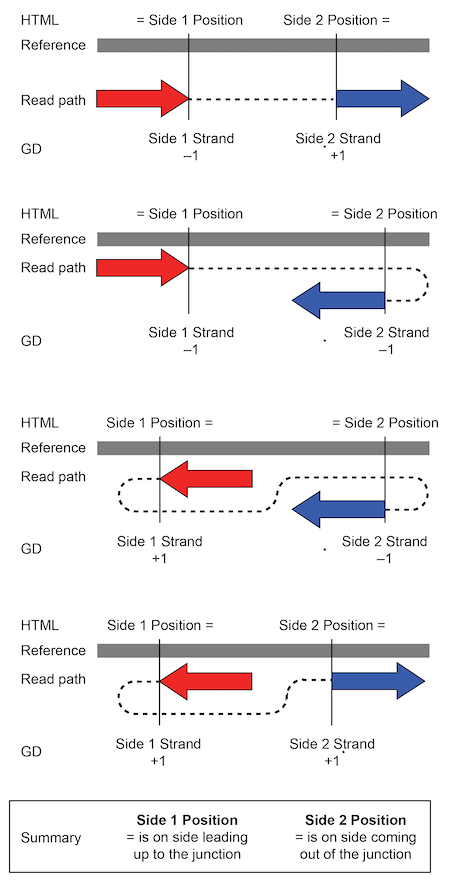 HTML = Side 1 Position Side 2 Position =
Reference
Read path
Side 1 Strand Side 2 Strand
GD
–1 +1
HTML = Side 1 Position = Side 2 Position
Reference
Read path
Side 1 Strand Side 2 Strand
GD
–1 –1
HTML Side 1 Position = = Side 2 Position
Reference
Read path
Side 1 Strand Side 2 Strand
GD
+1 –1
HTML Side 1 Position = Side 2 Position =
Reference
Read path
Side 1 Strand Side 2 Strand
GD
+1 +1
Side 1 Position Side 2 Position
Summary = is on side leading = is on side coming
up to the junction out of the junction